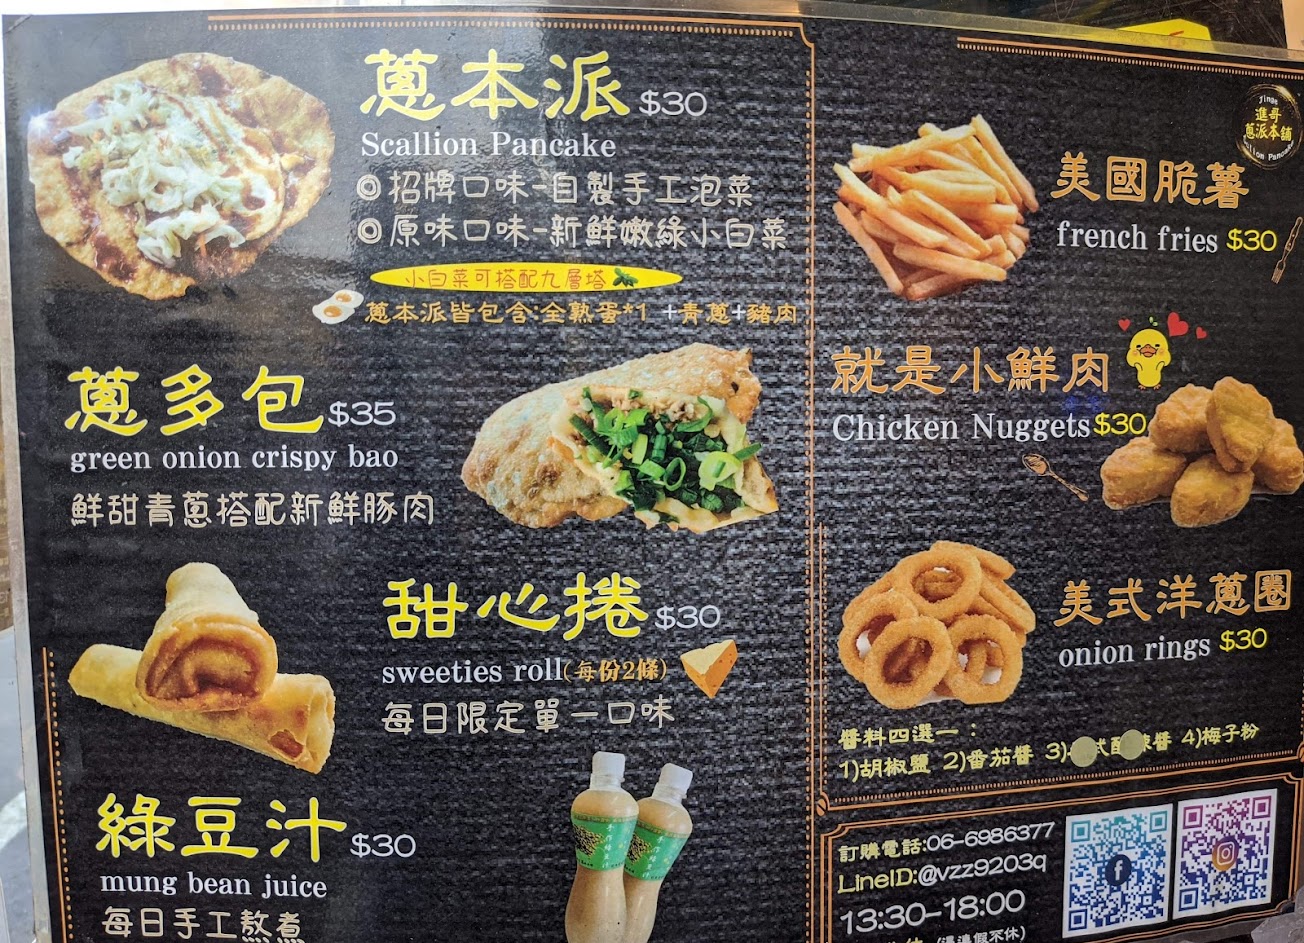 蔥本派 $30
Scallion Pancake
◎招牌口味-自製手工泡菜
◎原味口味-新鮮嫩綠小白菜
小白菜可搭配九層塔
蔥本派皆包含:全熟蛋*1 +青蔥+豬肉
蔥多包 $35
green onion crispy bao
鮮甜青蔥搭配新鮮豚肉
甜心捲 $30
sweeties roll(每份2條)
每日限定單一口味
綠豆汁 $30
mung bean juice
每日手工熬煮
進哥
蔥派本舖
美國脆薯
french fries $30
就是小鮮肉
Chicken Nuggets $30
美式洋蔥圈
onion rings $30
醬料四選一：
1)胡椒鹽 2)番茄醬 3) 式 醬 4)梅子粉
訂購電話:06-6986377
LineID:@vzz9203q
13:30-18:00